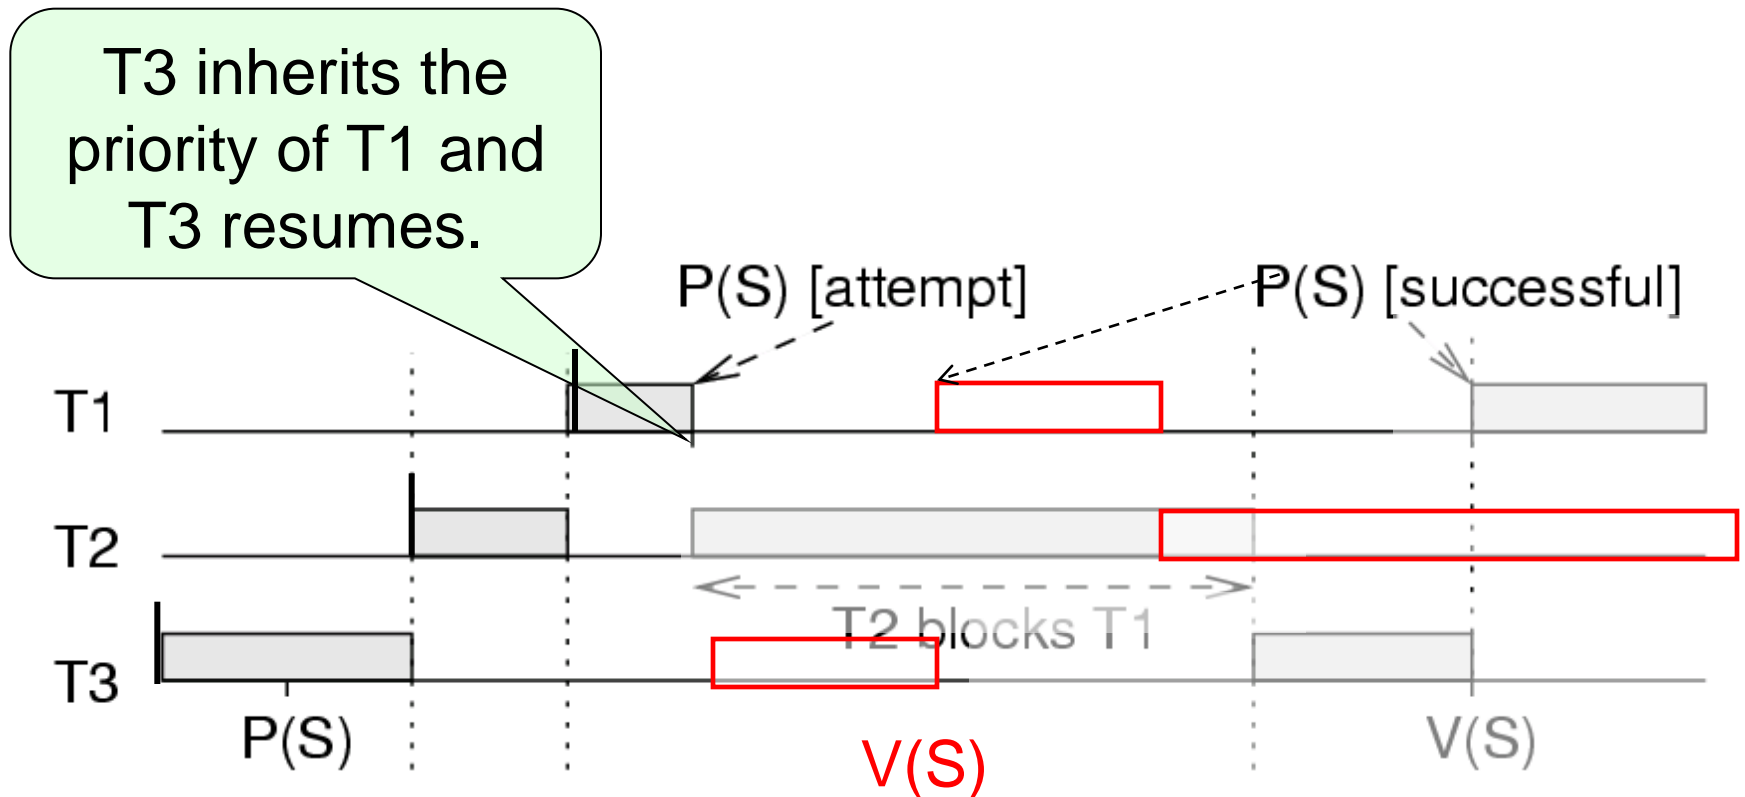 T3 inherits the
priority of T1 and
T3 resumes.
P(S) [attempt]
P(S) [successful]
T1
T2
T2 blocks T1
T3
P(S)
V(S)
V(S)